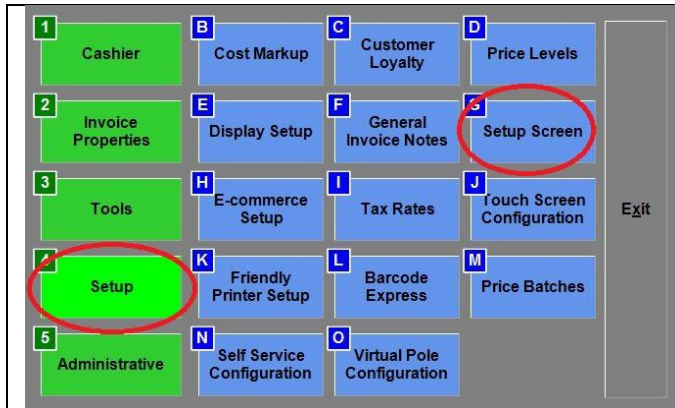 1
Cashier
B
Cost Markup
C
Customer
Loyalty
D
Price Levels
2
Invoice
Properties
E
Display Setup
F
General
Invoice Notes
G
Setup Screen
3
Tools
H
E-commerce
Setup
I
Tax Rates
J
Touch Screen
Configuration
Exit
4
Setup
K
Friendly
Printer Setup
L
Barcode
Express
M
Price Batches
5
Administrative
N
Self Service
Configuration
O
Virtual Pole
Configuration